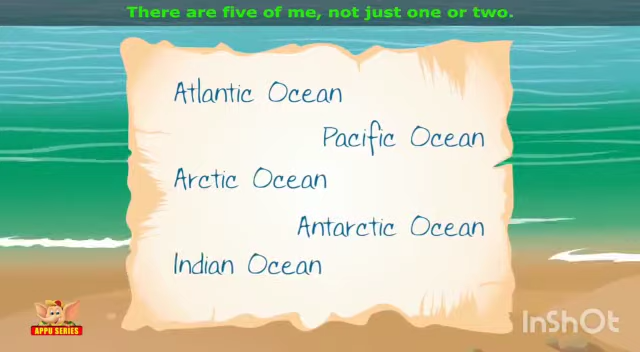 There are five of me, not just one or two.
Atlantic Ocean
Pacific Ocean
Arctic Ocean
Antarctic Ocean
Indian Ocean
APPU SERIES
InShOt